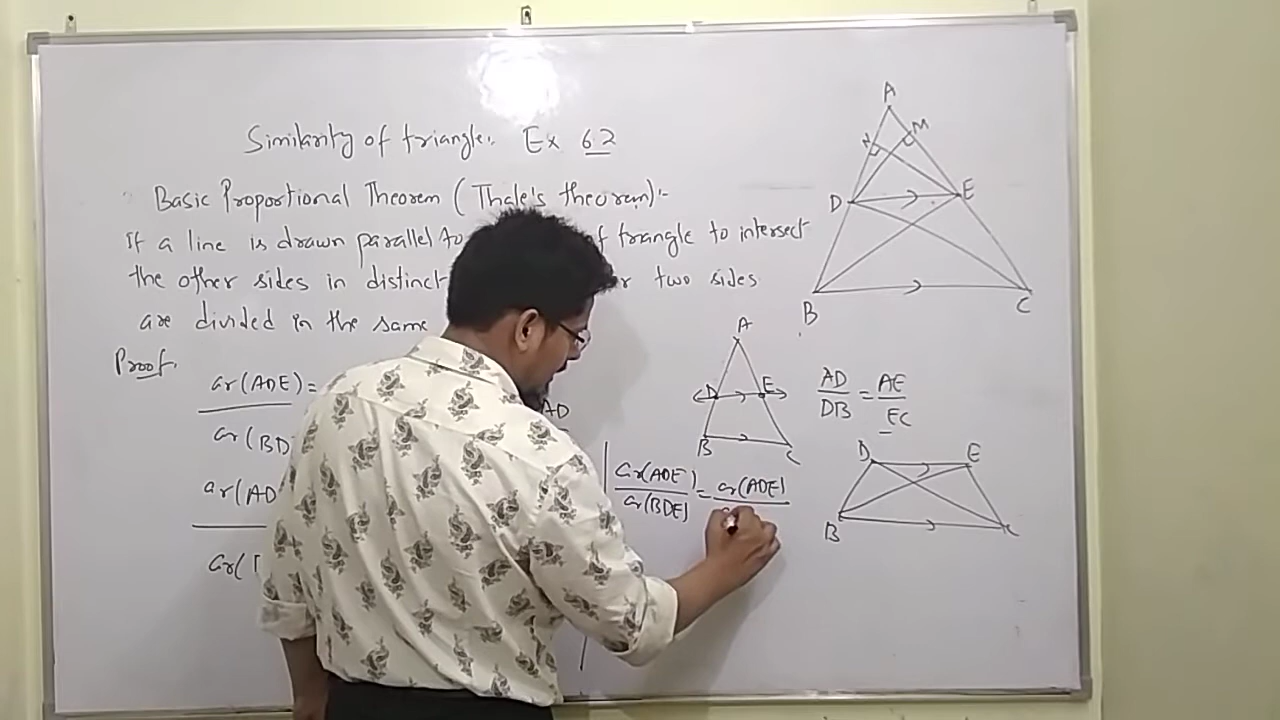 Similarity of triangle:. Ex 6.2
Basic Proportional Theorem (Thale's theorem):-
If a line is drawn parallel to f triangle to intersect
the other sides in distinct r two sides
are divided in the same
Proof.
ar(ADE) =
ar(BD
AD
ar(AD
ar(
ar(ADE) = ar(ADE)
ar(BDE)
A
N
M
D
E
B
C
A
D
E
B
C
AD = AE
DB EC
D
E
B
C